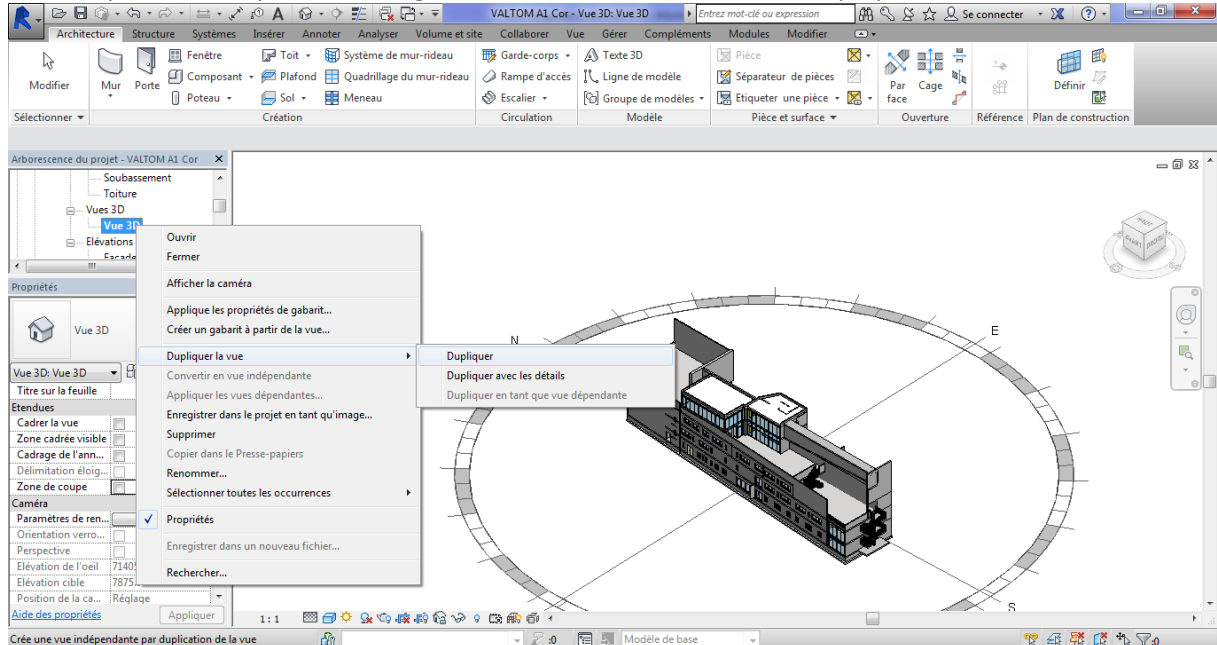 VALTOM A1 Cor - Vue 3D: Vue 3D
Entrez mot-clé ou expression
Se connecter
Architecture Structure Systèmes Insérer Annoter Analyser Volume et site Collaborer Vue Gérer Compléments Modules Modifier
Fenêtre Toit Système de mur-rideau Garde-corps Texte 3D Pièce
Composant Plafond Quadrillage du mur-rideau Rampe d'accès Ligne de modèle Séparateur de pièces
Modifier Mur Porte Par face Cage Définir
Poteau Sol Meneau Escalier Groupe de modèles Etiqueter une pièce
Sélectionner Création Circulation Modèle Pièce et surface Ouverture Référence Plan de construction
Arborescence du projet - VALTOM A1 Cor
Soubassement
Toiture
Vues 3D
Vue 3D
Elévations
Façade
Propriétés
Vue 3D
Vue 3D: Vue 3D
Titre sur la feuille
Etendues
Cadrer la vue
Zone cadrée visible
Cadrage de l'ann...
Délimitation éloig...
Zone de coupe
Caméra
Paramètres de ren...
Orientation verro...
Perspective
Elévation de l'oeil 7140
Elévation cible 7875.
Position de la ca... Réglage
Aide des propriétés Appliquer
Ouvrir
Fermer
Afficher la caméra
Applique les propriétés de gabarit...
Créer un gabarit à partir de la vue...
Dupliquer la vue
Convertir en vue indépendante
Appliquer les vues dépendantes...
Enregistrer dans le projet en tant qu'image...
Supprimer
Copier dans le Presse-papiers
Renommer...
Sélectionner toutes les occurrences
Propriétés
Enregistrer dans un nouveau fichier...
Rechercher...
Dupliquer
Dupliquer avec les détails
Dupliquer en tant que vue dépendante
N
E
S
1 : 1
Crée une vue indépendante par duplication de la vue
:0
Modèle de base
:0